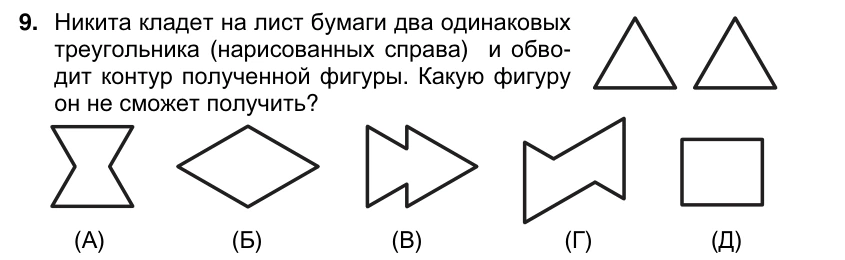 9. Никита кладет на лист бумаги два одинаковых
треугольника (нарисованных справа) и обво-
дит контур полученной фигуры. Какую фигуру
он не сможет получить?
(А) (Б) (В) (Г) (Д)